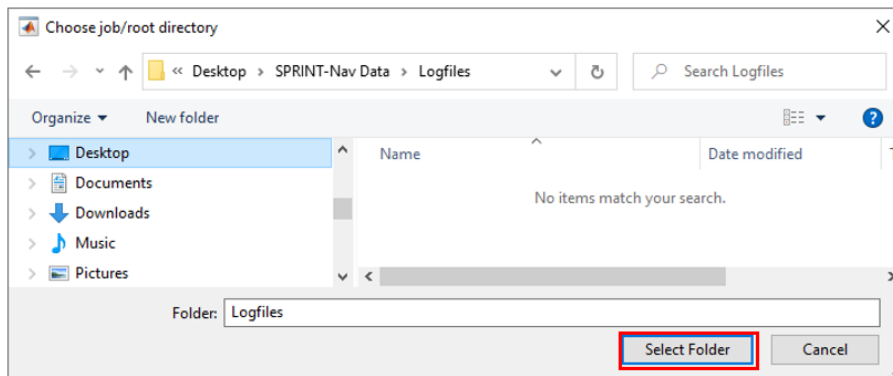 Choose job/root directory
« Desktop > SPRINT-Nav Data > Logfiles
Search Logfiles
Organize New folder
Name Date modified
Desktop
Documents
Downloads
Music
Pictures
No items match your search.
Folder: Logfiles
Select Folder Cancel